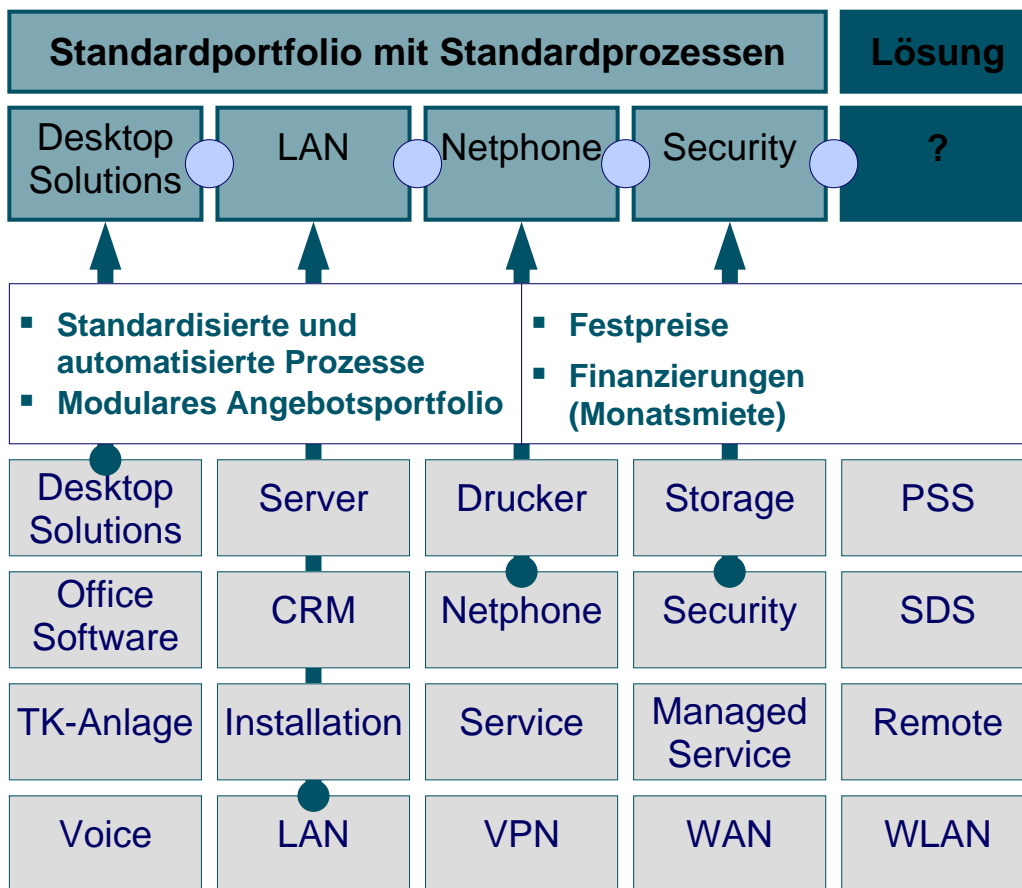 Standardportfolio mit Standardprozessen
Lösung
Desktop
Solutions
LAN
Netphone
Security
?
▪ Standardisierte und
automatisierte Prozesse
▪ Modulares Angebotsportfolio
▪ Festpreise
▪ Finanzierungen
(Monatsmiete)
Desktop
Solutions
Server
Drucker
Storage
PSS
Office
Software
CRM
Netphone
Security
SDS
TK-Anlage
Installation
Service
Managed
Service
Remote
Voice
LAN
VPN
WAN
WLAN